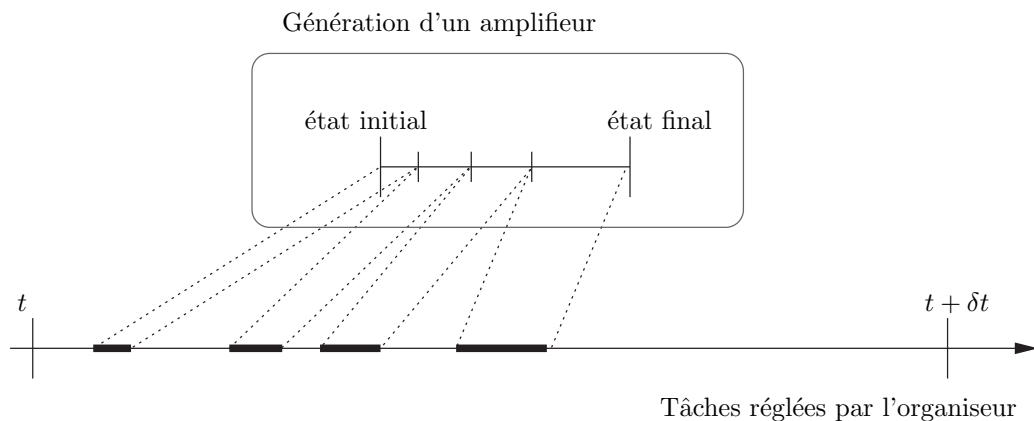 Génération d'un amplifieur
état initial
état final
t
t + δt
Tâches réglées par l'organiseur